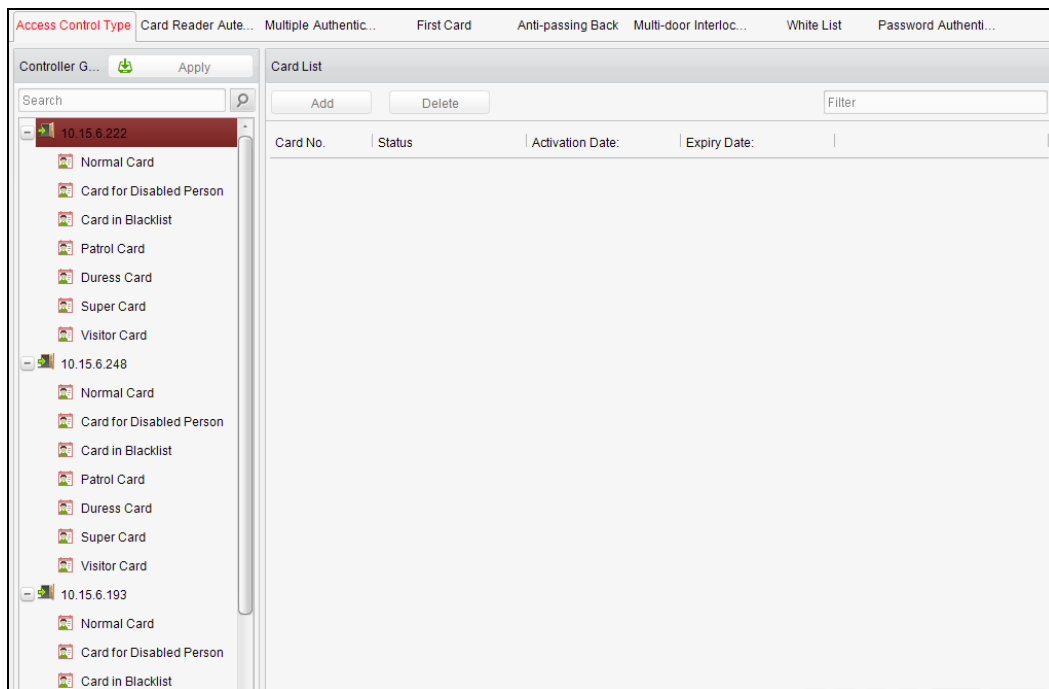 Access Control Type Card Reader Aute... Multiple Authentic... First Card Anti-passing Back Multi-door Interloc... White List Password Authenti...
Controller G... Apply
Search
10.15.6.222
Normal Card
Card for Disabled Person
Card in Blacklist
Patrol Card
Duress Card
Super Card
Visitor Card
10.15.6.248
Normal Card
Card for Disabled Person
Card in Blacklist
Patrol Card
Duress Card
Super Card
Visitor Card
10.15.6.193
Normal Card
Card for Disabled Person
Card in Blacklist
Card List
Add Delete Filter
Card No. Status Activation Date: Expiry Date: